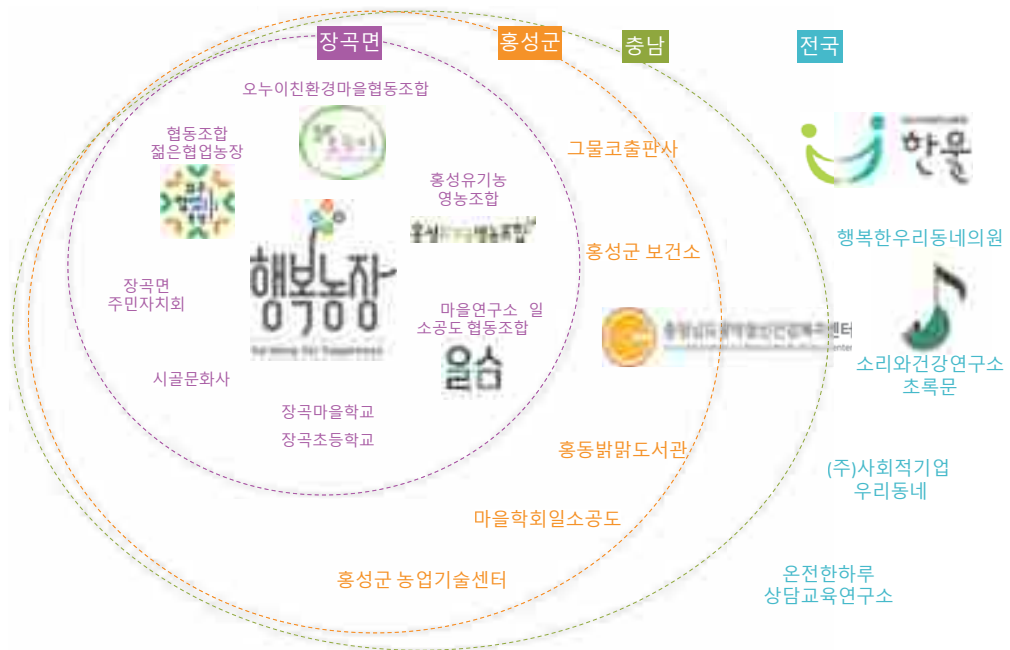 장곡면
홍성군
충남
전국
오누이친환경마을협동조합
협동조합
젊은협업농장
그물코출판사
한울
홍성유기농
영농조합
행복한우리동네의원
홍성군 보건소
행복농장
장곡면
주민자치회
마을연구소 일
소공도 협동조합
소리와건강연구소
초록문
시골문화사
장곡마을학교
장곡초등학교
홍동밝맑도서관
(주)사회적기업
우리동네
마을학회일소공도
홍성군 농업기술센터
온전한하루
상담교육연구소